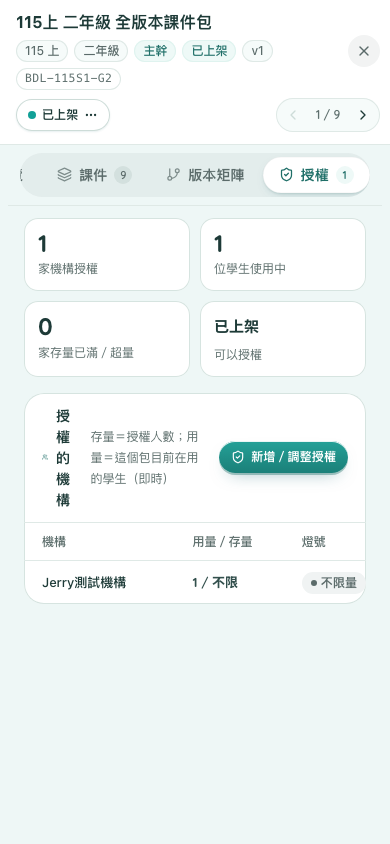 115上 二年級 全版本課件包
115 上 二年級 主幹 已上架 v1
BDL-115S1-G2
已上架 ···
1 / 9
課件 9 版本矩陣 授權 1
1
家機構授權
1
位學生使用中
0
家存量已滿 / 超量
已上架
可以授權
授權的機構
存量＝授權人數；用
量＝這個包目前在用
的學生（即時）
新增 / 調整授權
機構 用量 / 存量 燈號
Jerry測試機構 1 / 不限 不限量